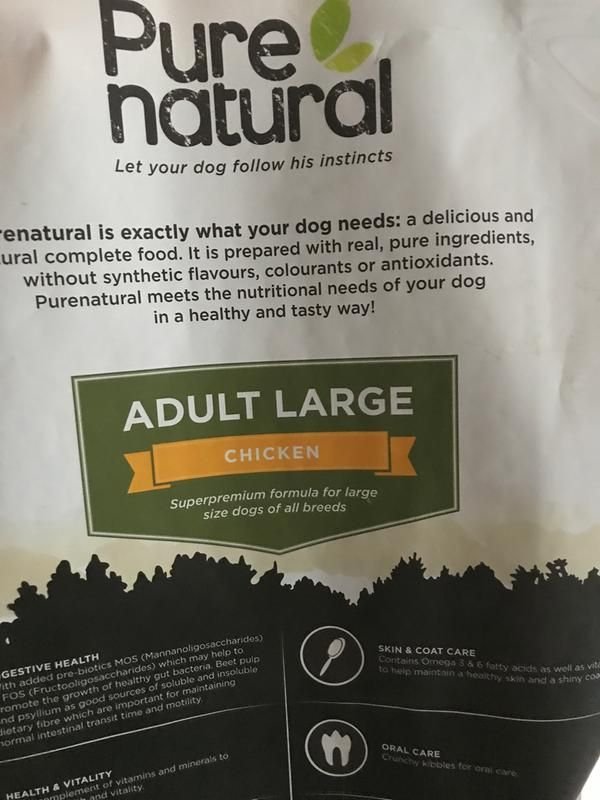 Pure
natural
Let your dog follow his instincts
renatural is exactly what your dog needs: a delicious and
ural complete food. It is prepared with real, pure ingredients,
without synthetic flavours, colourants or antioxidants.
Purenatural meets the nutritional needs of your dog
in a healthy and tasty way!
ADULT LARGE
CHICKEN
Superpremium formula for large
size dogs of all breeds
GESTIVE HEALTH
ith added pre-biotics MOS (Mannanoligosaccharides)
FOS (Fructooligosaccharides) which may help to
romote the growth of healthy gut bacteria. Beet pulp
nd psyllium as good sources of soluble and insoluble
dietary fibre which are important for maintaining
normal intestinal transit time and motility.
HEALTH & VITALITY
mplement of vitamins and minerals to
and vitality.
SKIN & COAT CARE
Contains Omega 3 & 6 fatty acids as well as vita
to help maintain a healthy skin and a shiny coa
ORAL CARE
Crunchy kibbles for oral care.